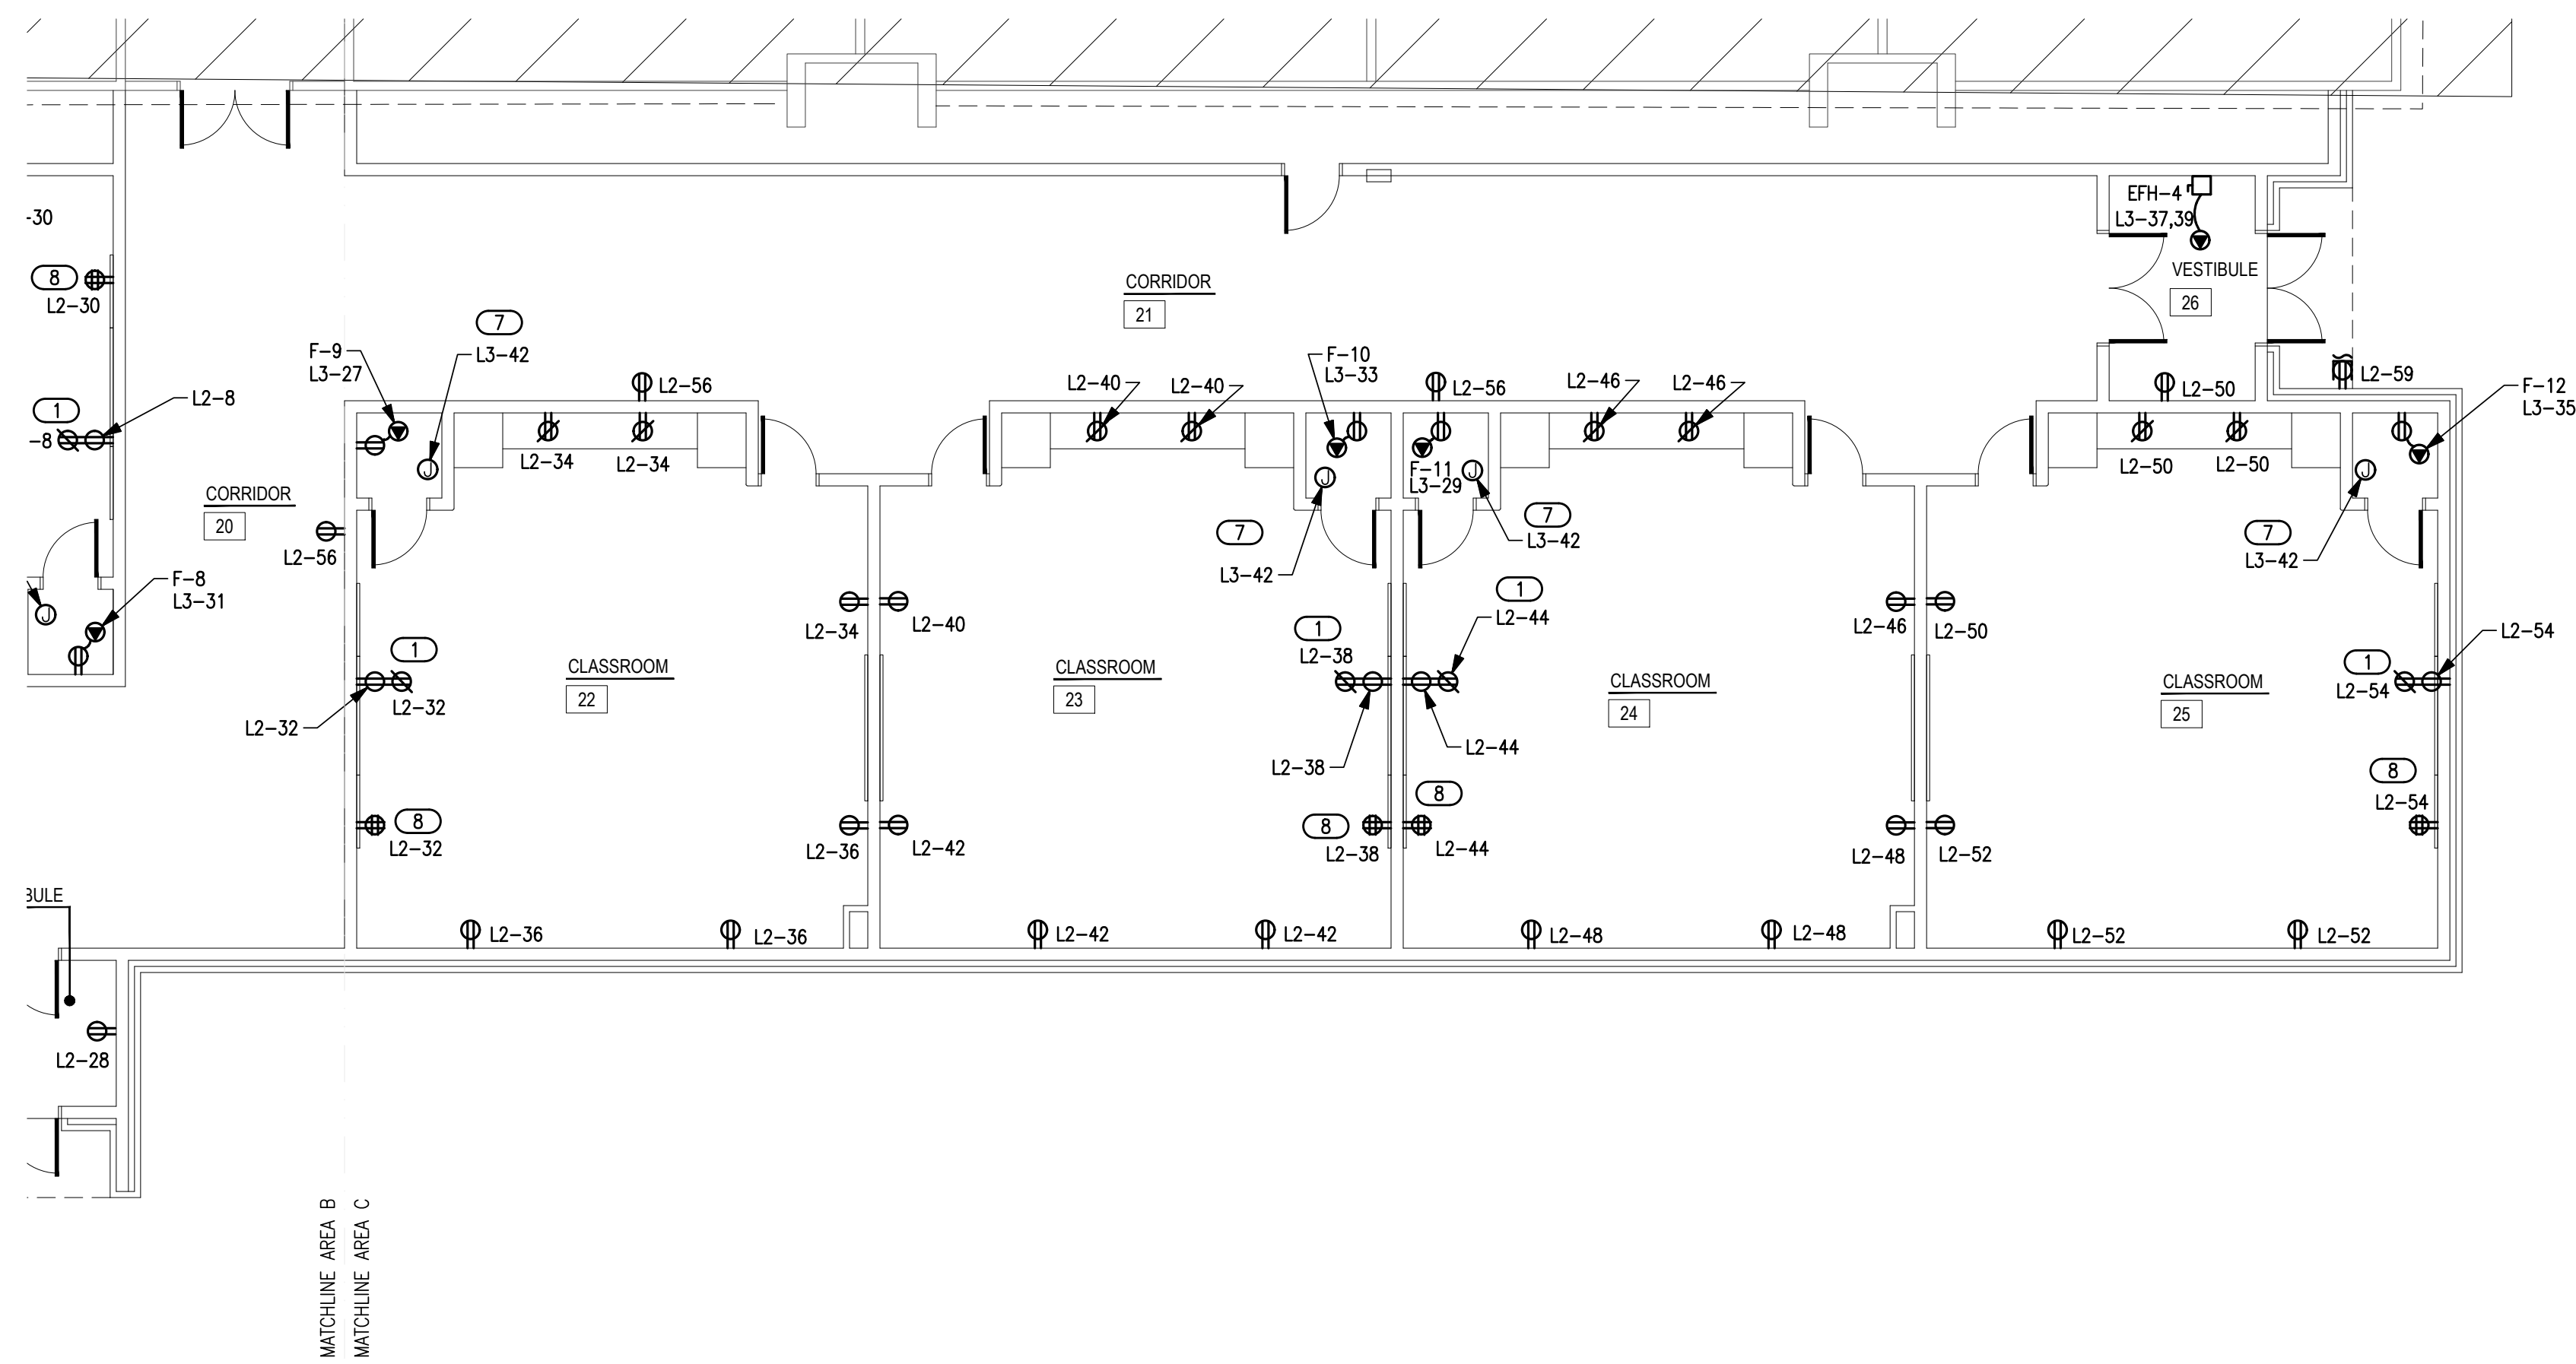 -30
8
L2-30
1
L2-8
-8
F-8
L3-31
CORRIDOR
20
L2-56
BULE
L2-28
MATCHLINE AREA B
MATCHLINE AREA C
CORRIDOR
21
EFH-4
L3-37,39
VESTIBULE
26
L2-50
L2-59
F-9
L3-27
7
L3-42
L2-56
L2-34
L2-34
L2-34
CLASSROOM
22
1
L2-32
L2-32
8
L2-32
L2-36
L2-36
L2-36
L2-40
L2-40
F-10
L3-33
7
L3-42
L2-40
CLASSROOM
23
1
L2-38
L2-38
8
L2-38
L2-42
L2-42
L2-42
L2-56
L2-46
L2-46
F-11
L3-29
7
L3-42
1
L2-44
L2-46
CLASSROOM
24
L2-44
8
L2-44
L2-48
L2-48
L2-48
F-12
L3-35
L2-50
L2-50
7
L3-42
L2-50
L2-54
CLASSROOM
25
1
L2-54
8
L2-54
L2-52
L2-52
L2-52